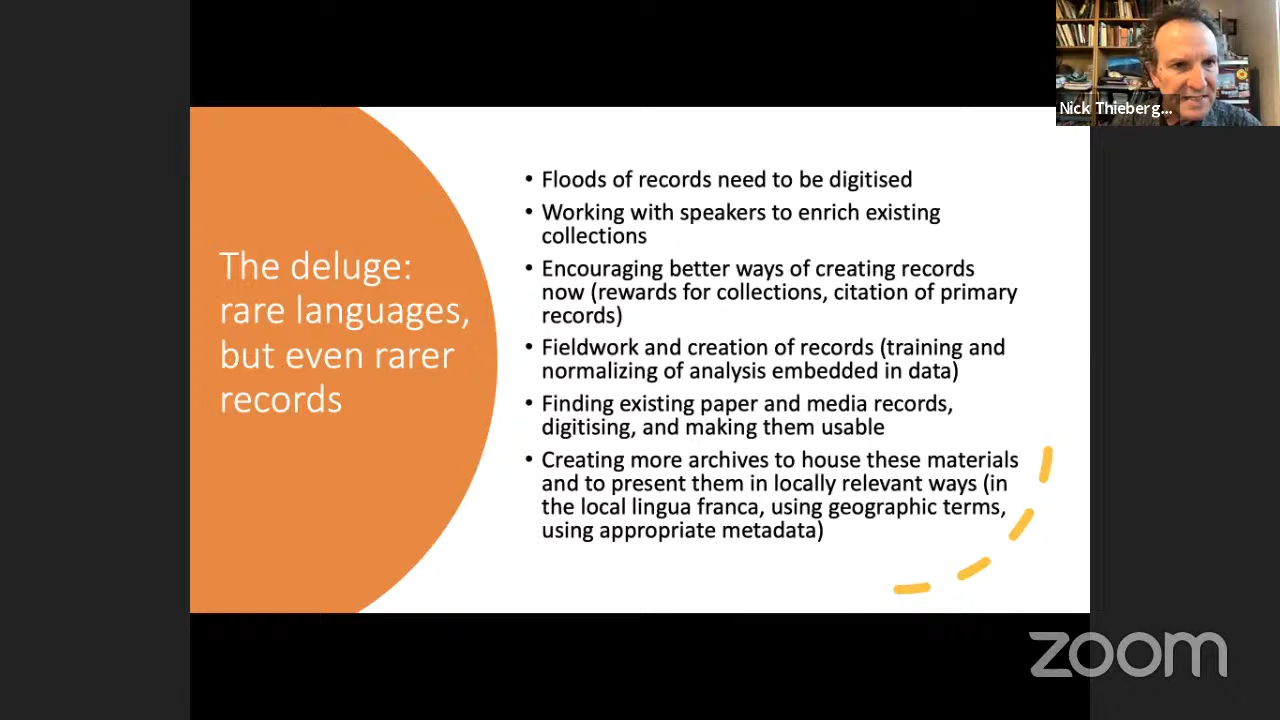 Nick Thieberg...
The deluge:
rare languages,
but even rarer
records
• Floods of records need to be digitised
• Working with speakers to enrich existing
collections
• Encouraging better ways of creating records
now (rewards for collections, citation of primary
records)
• Fieldwork and creation of records (training and
normalizing of analysis embedded in data)
• Finding existing paper and media records,
digitising, and making them usable
• Creating more archives to house these materials
and to present them in locally relevant ways (in
the local lingua franca, using geographic terms,
using appropriate metadata)
zoom